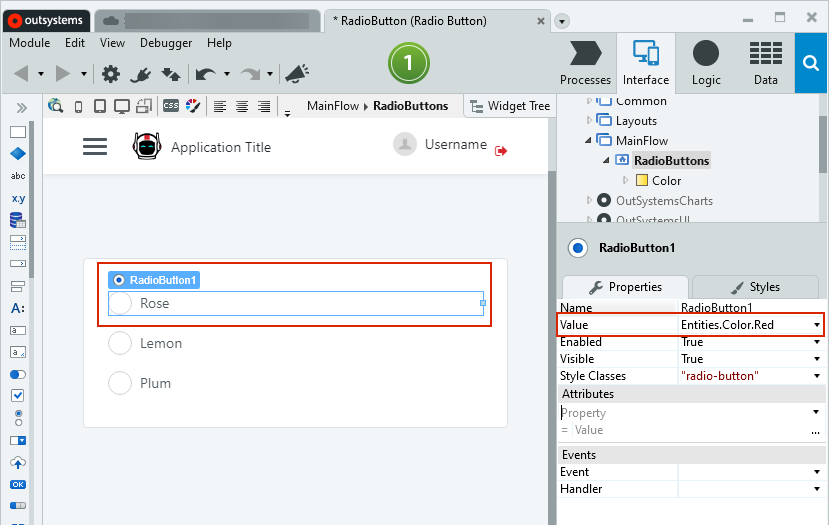 outsystems
* RadioButton (Radio Button)
Module Edit View Debugger Help
1
Processes Interface Logic Data
MainFlow RadioButtons Widget Tree
Common
Layouts
MainFlow
RadioButtons
Color
OutSystemsCharts
OutSystemsUI
CSS
abc
x.y
A:
a
a
OK
Application Title
Username
RadioButton1
Rose
Lemon
Plum
RadioButton1
Properties Styles
Name RadioButton1
Value Entities.Color.Red
Enabled True
Visible True
Style Classes "radio-button"
Attributes
Property
= Value ...
Events
Event
Handler